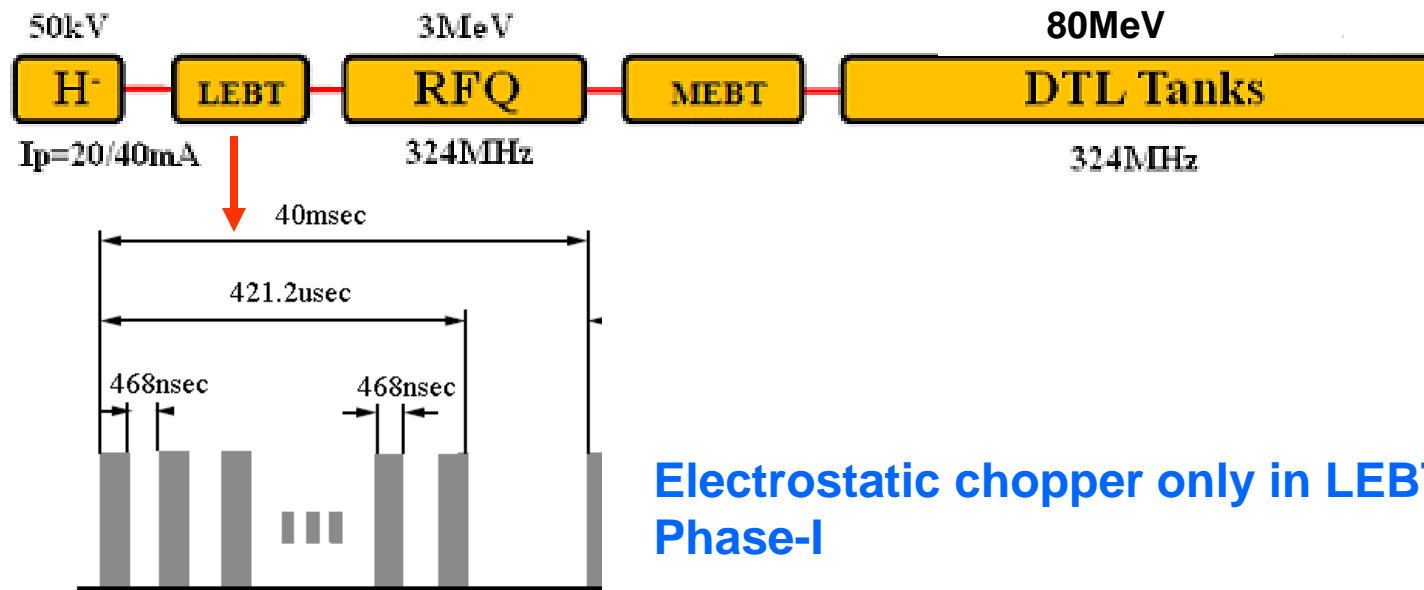 50kV 3MeV 80MeV
H- LEBT RFQ MEBT DTL Tanks
Ip=20/40mA 324MHz 324MHz
40msec
421.2usec
468nsec 468nsec
Electrostatic chopper only in LEBT
Phase-I